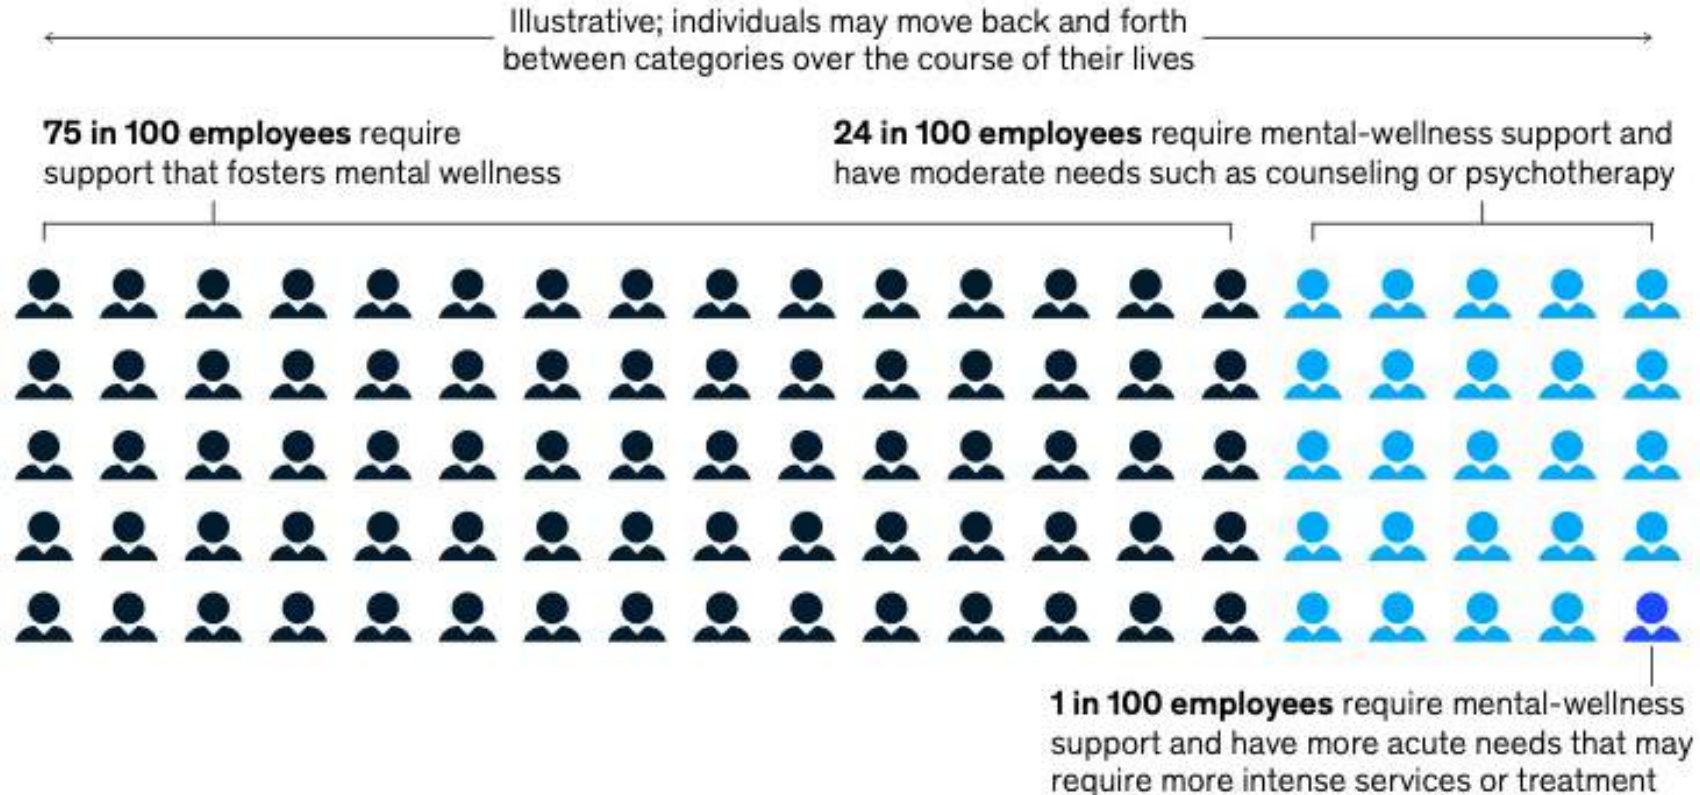 Illustrative; individuals may move back and forth
between categories over the course of their lives
75 in 100 employees require
support that fosters mental wellness
24 in 100 employees require mental-wellness support and
have moderate needs such as counseling or psychotherapy
1 in 100 employees require mental-wellness
support and have more acute needs that may
require more intense services or treatment